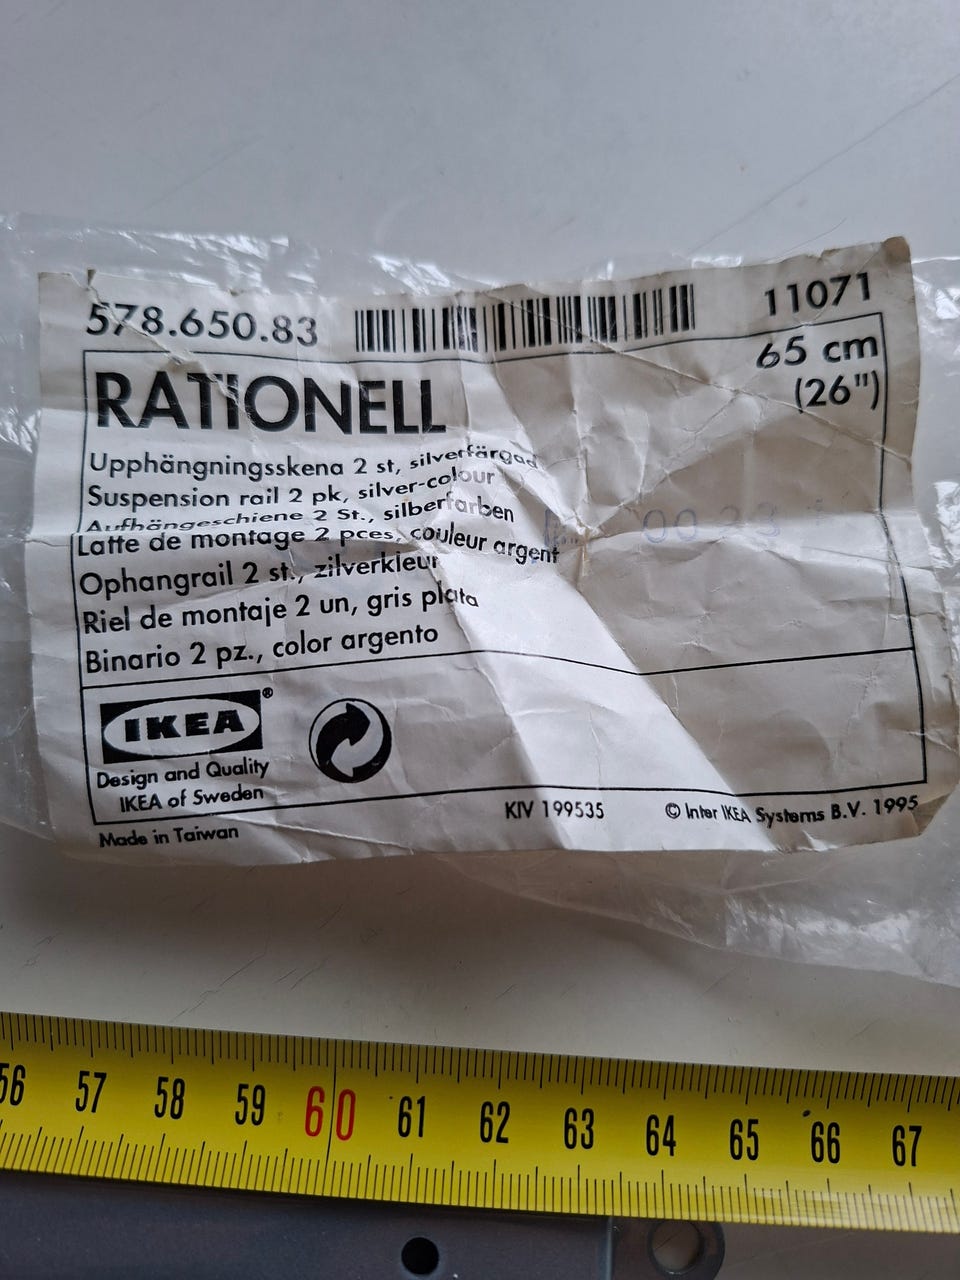 578.650.83
11071
RATIONELL
65 cm
(26")
Upphängningsskena 2 st, silverfärgad
Suspension rail 2 pk, silver-colour
Aufhängeschiene 2 St., silberfarben
Latte de montage 2 pces, couleur argent
Ophangrail 2 st., zilverkleur
Riel de montaje 2 un, gris plata
Binario 2 pz., color argento
IKEA®
Design and Quality
IKEA of Sweden
Made in Taiwan
KIV 199535
© Inter IKEA Systems B.V. 1995
56 57 58 59 60 61 62 63 64 65 66 67